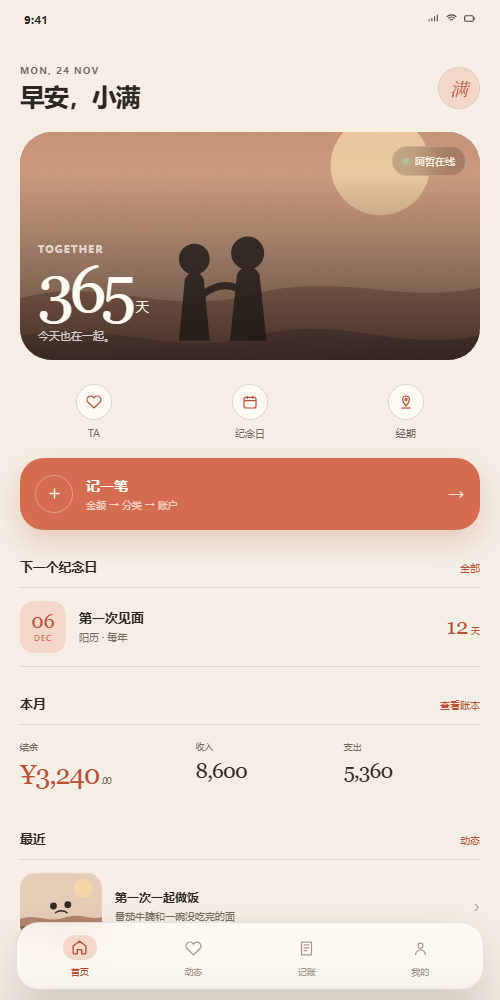 9:41
MON, 24 NOV
早安，小满
满
阿哲在线
TOGETHER
365天
今天也在一起。
TA
纪念日
经期
记一笔
金额 → 分类 → 账户
下一个纪念日
全部
06
DEC
第一次见面
阳历 · 每年
12 天
本月
查看账本
结余
收入
支出
¥3,240.00
8,600
5,360
最近
动态
第一次一起做饭
番茄牛腩和一碗没吃完的面
首页
动态
记账
我的